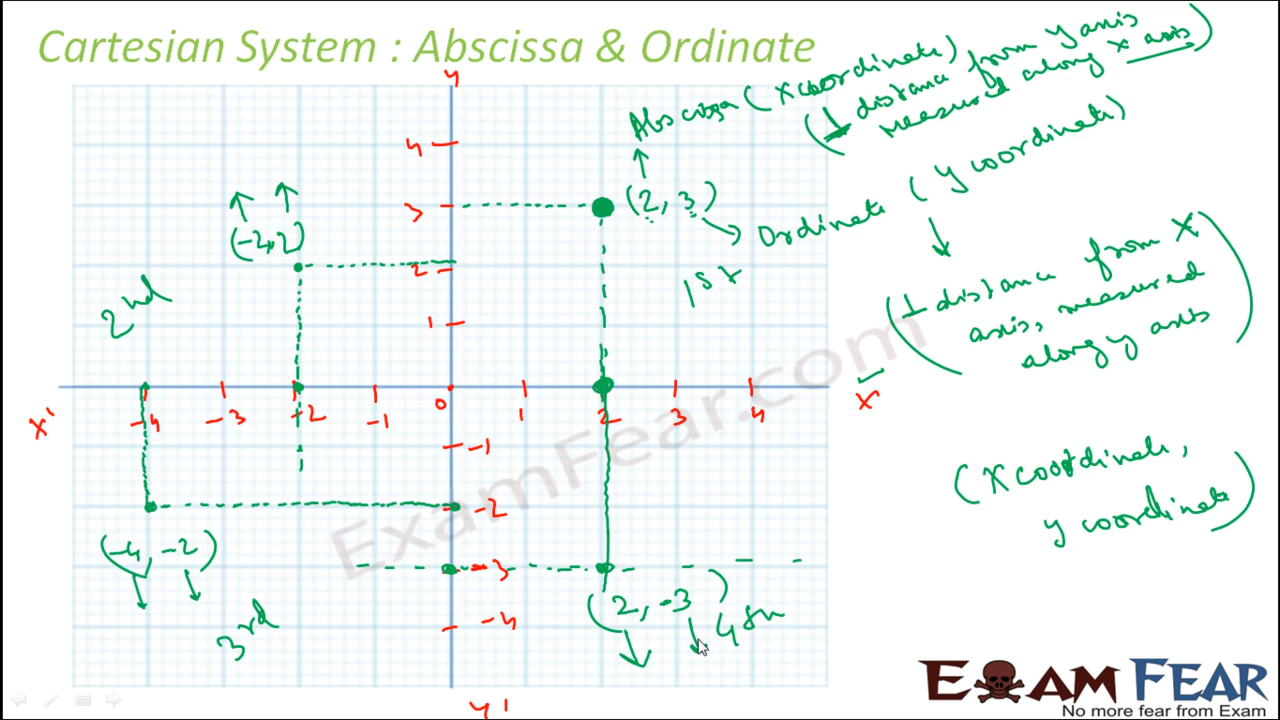 Cartesian System : Abscissa & Ordinate
Abscissa (X coordinate)
(⊥ distance from y axis
measured along x axis)
(2, 3)
Ordinate (y coordinate)
(⊥ distance from X
axis, measured
along y axis)
(X coordinate,
y coordinate)
1st
(-2, 2)
2nd
(-4, -2)
3rd
(2, -3)
4th
Y
4
3
2
1
X'
-4
-3
-2
-1
0
1
2
3
4
X
-1
-2
-3
-4
Y'
ExamFear.com
EXAM FEAR
No more fear from Exam